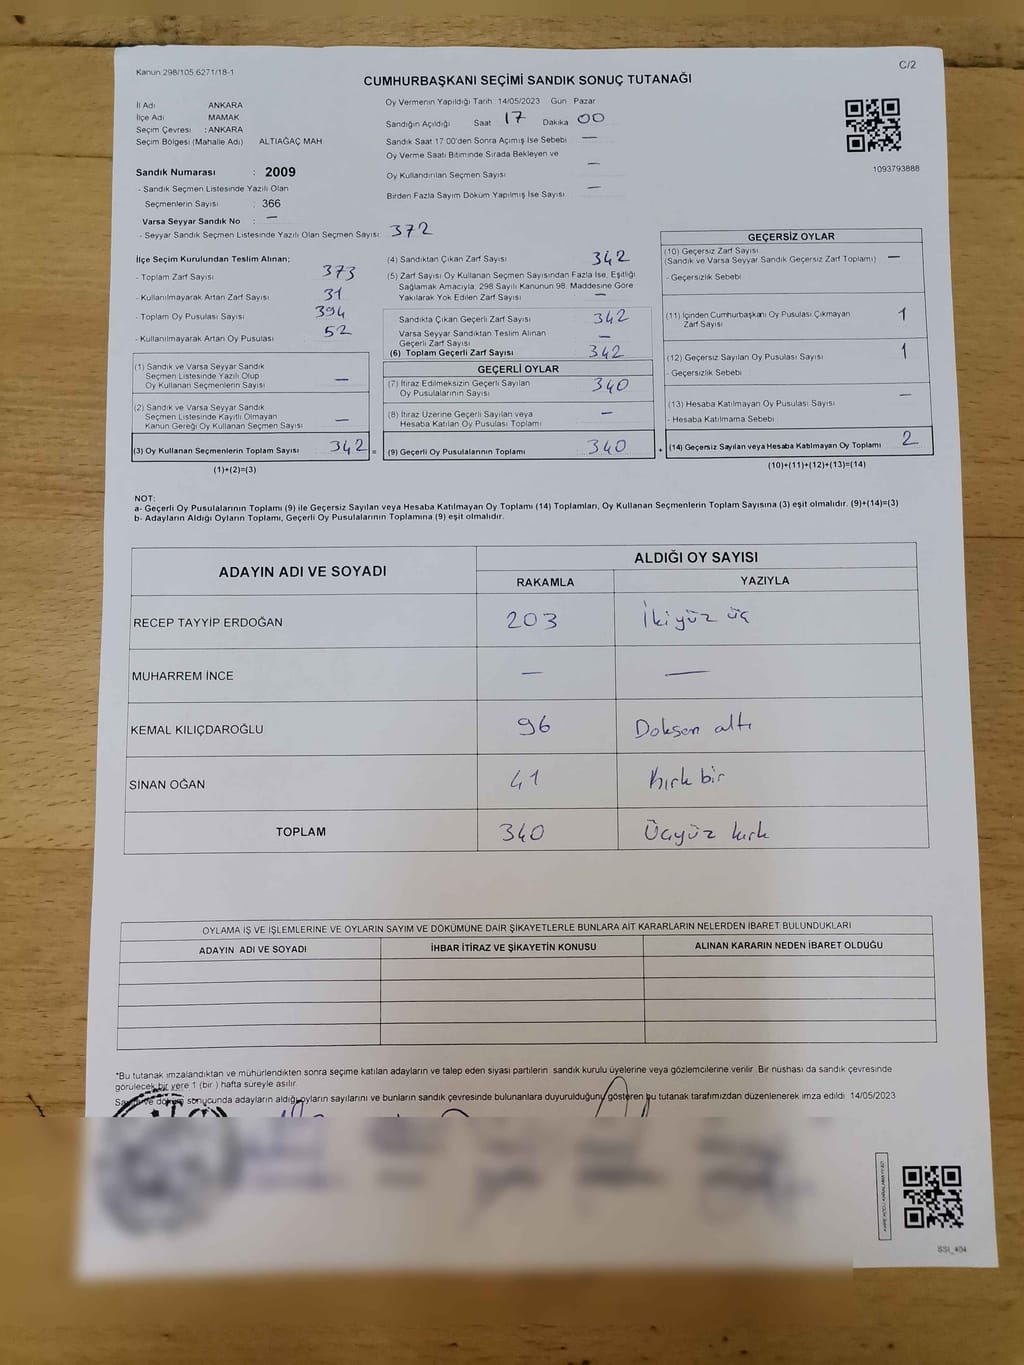 Kanun 298/105 6271/18-1
C/2
CUMHURBAŞKANI SEÇİMİ SANDIK SONUÇ TUTANAĞI
İl Adı ANKARA
İlçe Adı MAMAK
Seçim Çevresi : ANKARA
Seçim Bölgesi (Mahalle Adı) ALTIAĞAÇ MAH
Sandık Numarası : 2009
- Sandık Seçmen Listesinde Yazılı Olan
Seçmenlerin Sayısı : 366
Varsa Seyyar Sandık No : —
- Seyyar Sandık Seçmen Listesinde Yazılı Olan Seçmen Sayısı: 372
Oy Vermenin Yapıldığı Tarih 14/05/2023 Gün Pazar
Sandığın Açıldığı Saat 17 Dakika 00
Sandık Saat 17 00'den Sonra Açımış İse Sebebi —
Oy Verme Saati Bitiminde Sırada Bekleyen ve
Oy Kullandırılan Seçmen Sayısı —
Birden Fazla Sayım Döküm Yapılmış İse Sayısı —
1093793888
İlçe Seçim Kurulundan Teslim Alınan;
- Toplam Zarf Sayısı 373
- Kullanılmayarak Artan Zarf Sayısı 31
- Toplam Oy Pusulası Sayısı 394
- Kullanılmayarak Artan Oy Pusulası 52
(1) Sandık ve Varsa Seyyar Sandık
Seçmen Listesinde Yazılı Olup
Oy Kullanan Seçmenlerin Sayısı —
(2) Sandık ve Varsa Seyyar Sandık
Seçmen Listesinde Kayıtlı Olmayan
Kanun Gereği Oy Kullanan Seçmen Sayısı —
(3) Oy Kullanan Seçmenlerin Toplam Sayısı 342 =
(1)+(2)=(3)
(4) Sandıktan Çıkan Zarf Sayısı 342
(5) Zarf Sayısı Oy Kullanan Seçmen Sayısından Fazla İse, Eşitliği
Sağlamak Amacıyla, 298 Sayılı Kanunun 98. Maddesine Göre
Yakılarak Yok Edilen Zarf Sayısı —
Sandıkta Çıkan Geçerli Zarf Sayısı 342
Varsa Seyyar Sandıktan Teslim Alınan
Geçerli Zarf Sayısı —
(6) Toplam Geçerli Zarf Sayısı 342
GEÇERLİ OYLAR
(7) İtiraz Edilmeksizin Geçerli Sayılan
Oy Pusulalarının Sayısı 340
(8) İtiraz Üzerine Geçerli Sayılan veya
Hesaba Katılan Oy Pusulası Toplamı —
(9) Geçerli Oy Pusulalarının Toplamı 340 +
GEÇERSİZ OYLAR
(10) Geçersiz Zarf Sayısı
(Sandık ve Varsa Seyyar Sandık Geçersiz Zarf Toplamı) —
- Geçersizlik Sebebi
(11) İçinden Cumhurbaşkanı Oy Pusulası Çıkmayan
Zarf Sayısı 1
(12) Geçersiz Sayılan Oy Pusulası Sayısı 1
- Geçersizlik Sebebi
(13) Hesaba Katılmayan Oy Pusulası Sayısı —
- Hesaba Katılmama Sebebi
(14) Geçersiz Sayılan veya Hesaba Katılmayan Oy Toplamı 2
(10)+(11)+(12)+(13)=(14)
NOT:
a- Geçerli Oy Pusulalarının Toplamı (9) ile Geçersiz Sayılan veya Hesaba Katılmayan Oy Toplamı (14) Toplamları, Oy Kullanan Seçmenlerin Toplam Sayısına (3) eşit olmalıdır. (9)+(14)=(3)
b- Adayların Aldığı Oyların Toplamı, Geçerli Oy Pusulalarının Toplamına (9) eşit olmalıdır.
ADAYIN ADI VE SOYADI ALDIĞI OY SAYISI
RAKAMLA YAZIYLA
RECEP TAYYİP ERDOĞAN 203 İkiyüz üç
MUHARREM İNCE — —
KEMAL KILIÇDAROĞLU 96 Doksan altı
SİNAN OĞAN 41 Kırk bir
TOPLAM 340 Üçyüz kırk
OYLAMA İŞ VE İŞLEMLERİNE VE OYLARIN SAYIM VE DÖKÜMÜNE DAİR ŞİKAYETLERLE BUNLARA AİT KARARLARIN NELERDEN İBARET BULUNDUKLARI
ADAYIN ADI VE SOYADI İHBAR İTİRAZ VE ŞİKAYETİN KONUSU ALINAN KARARIN NEDEN İBARET OLDUĞU
*Bu tutanak imzalandıktan ve mühürlendikten sonra seçime katılan adayların ve talep eden siyasi partilerin sandık kurulu üyelerine veya gözlemcilerine verilir. Bir nüshası da sandık çevresinde
görülecek bir yere 1 (bir ) hafta süreyle asılır.
ve döküm sonucunda adayların aldığı oyların sayılarını ve bunların sandık çevresinde bulunanlara duyurulduğunu gösteren bu tutanak tarafımızdan düzenlenerek imza edildi 14/05/2023
SSI_404